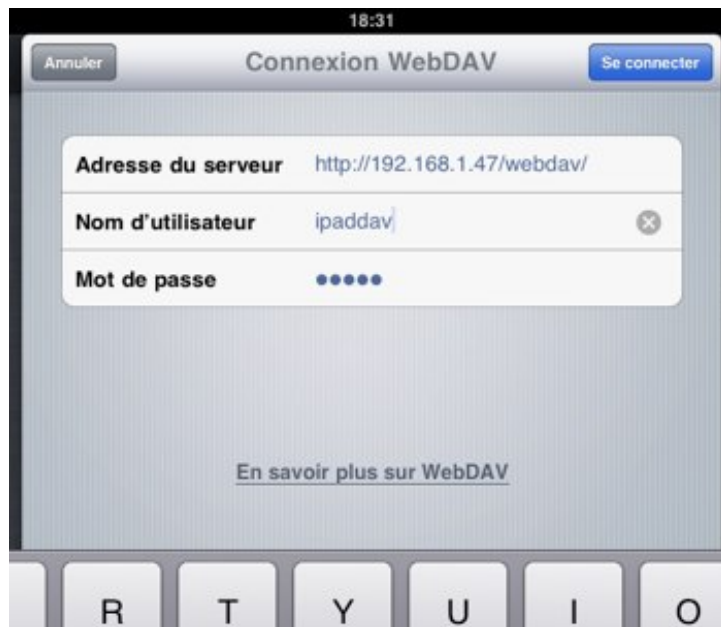 18:31
Annuler Connexion WebDAV Se connecter
Adresse du serveur http://192.168.1.47/webdav/
Nom d'utilisateur ipaddav
Mot de passe •••••
En savoir plus sur WebDAV
R T Y U I O